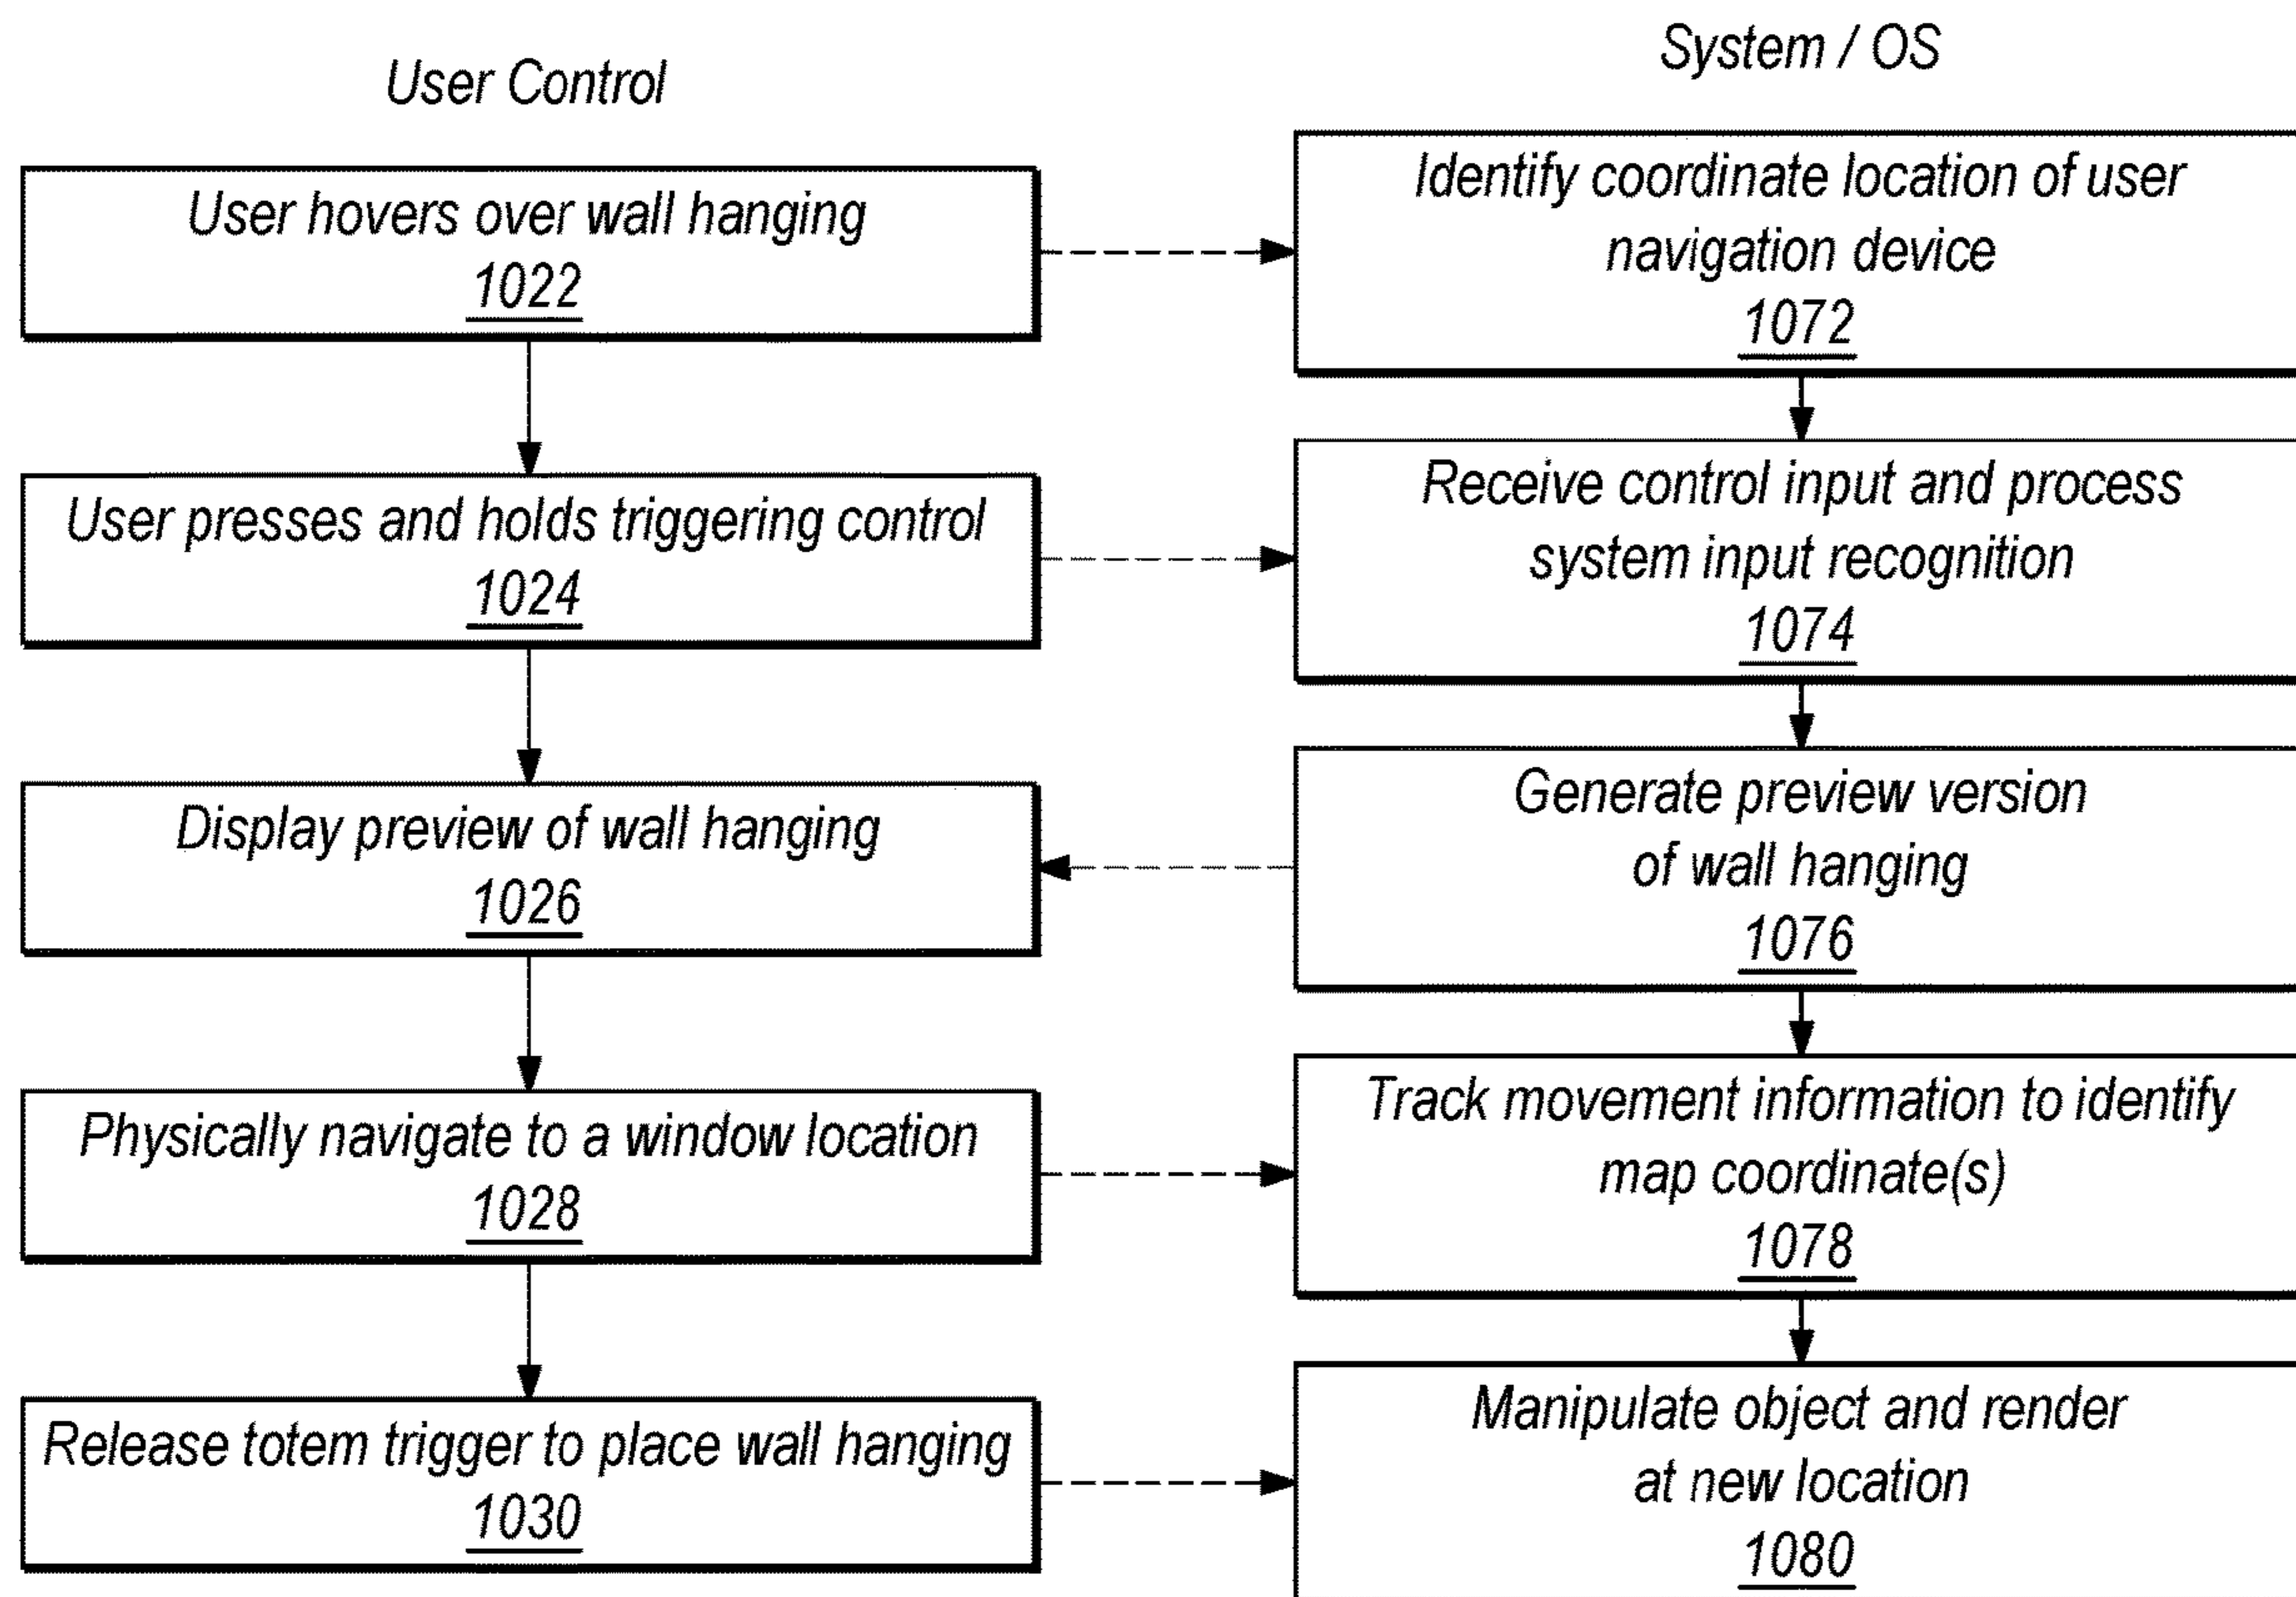 User Control
User hovers over wall hanging
1022
User presses and holds triggering control
1024
Display preview of wall hanging
1026
Physically navigate to a window location
1028
Release totem trigger to place wall hanging
1030
System / OS
Identify coordinate location of user
navigation device
1072
Receive control input and process
system input recognition
1074
Generate preview version
of wall hanging
1076
Track movement information to identify
map coordinate(s)
1078
Manipulate object and render
at new location
1080